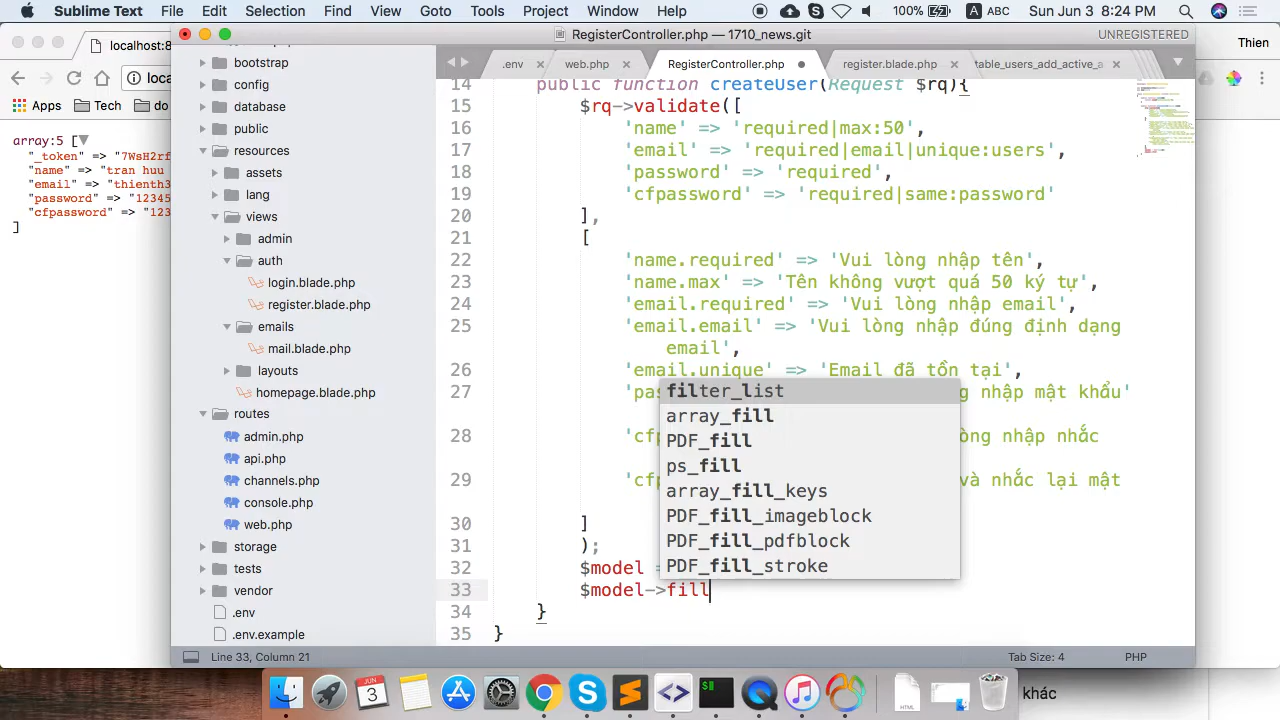 Sublime Text File Edit Selection Find View Goto Tools Project Window Help 100% A ABC Sun Jun 3 8:24 PM
RegisterController.php — 1710_news.git UNREGISTERED
localhost:8
Thien
.env × web.php × RegisterController.php register.blade.php × table_users_add_active_a ×
loca
Apps Tech do
array:5 [
"_token" => "7WsH2rf
"name" => "tran huu
"email" => "thienth3
"password" => "12345
"cfpassword" => "123
]
bootstrap
config
database
public
resources
assets
lang
views
admin
auth
login.blade.php
register.blade.php
emails
mail.blade.php
layouts
homepage.blade.php
routes
admin.php
api.php
channels.php
console.php
web.php
storage
tests
vendor
.env
.env.example
14 public function createUser(Request $rq){
15 $rq->validate([
16 'name' => 'required|max:50',
17 'email' => 'required|email|unique:users',
18 'password' => 'required',
19 'cfpassword' => 'required|same:password'
20 ],
21 [
22 'name.required' => 'Vui lòng nhập tên',
23 'name.max' => 'Tên không vượt quá 50 ký tự',
24 'email.required' => 'Vui lòng nhập email',
25 'email.email' => 'Vui lòng nhập đúng định dạng
email',
26 'email.unique' => 'Email đã tồn tại',
27 'pas g nhập mật khẩu'
28 'cfp òng nhập nhắc
29 'cfp và nhắc lại mật
30 ]
31 );
32 $model
33 $model->fill
34 }
35 }
filter_list
array_fill
PDF_fill
ps_fill
array_fill_keys
PDF_fill_imageblock
PDF_fill_pdfblock
PDF_fill_stroke
Line 33, Column 21 Tab Size: 4 PHP
JUN
3
HTML
khác